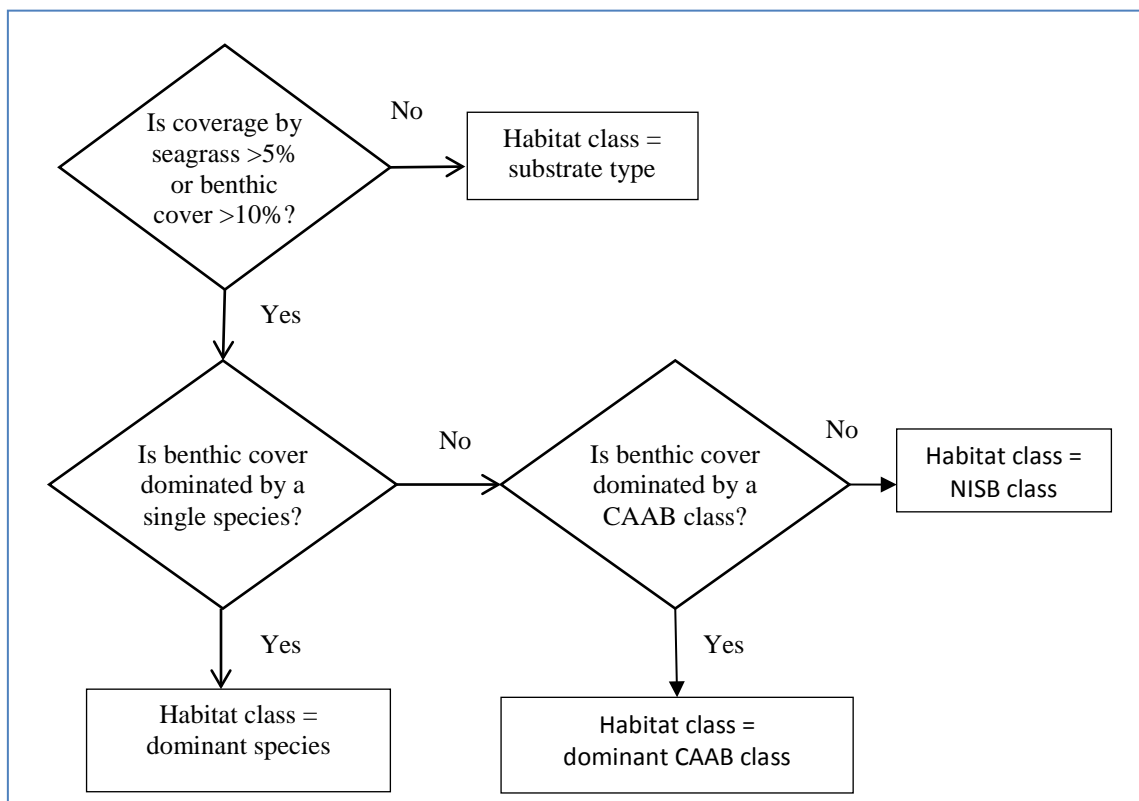 Is coverage by
seagrass >5%
or benthic
cover >10%?
No
Habitat class =
substrate type
Yes
Is benthic cover
dominated by a
single species?
No
Is benthic cover
dominated by a
CAAB class?
No
Habitat class =
NISB class
Yes
Habitat class =
dominant species
Yes
Habitat class =
dominant CAAB class